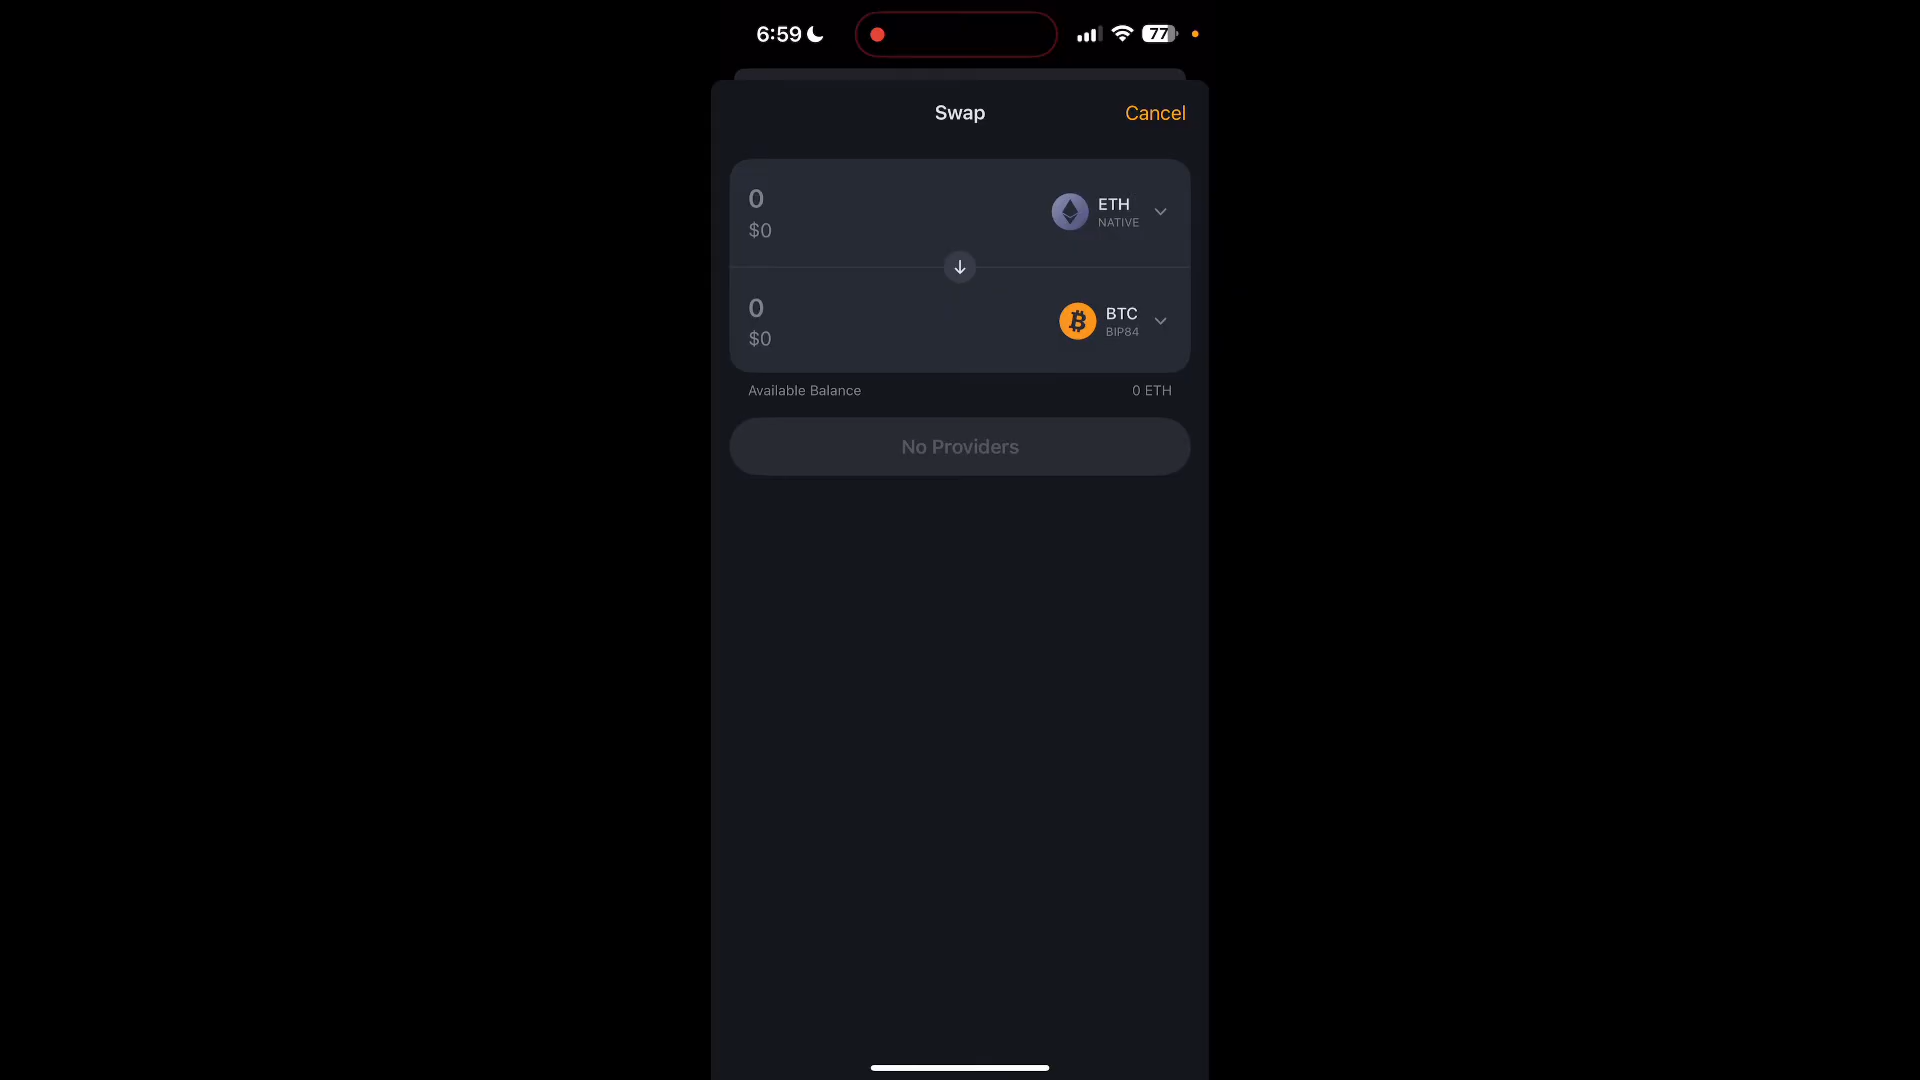 6:59
77
Swap
Cancel
0
$0
ETH
NATIVE
0
$0
BTC
BIP84
Available Balance
0 ETH
No Providers